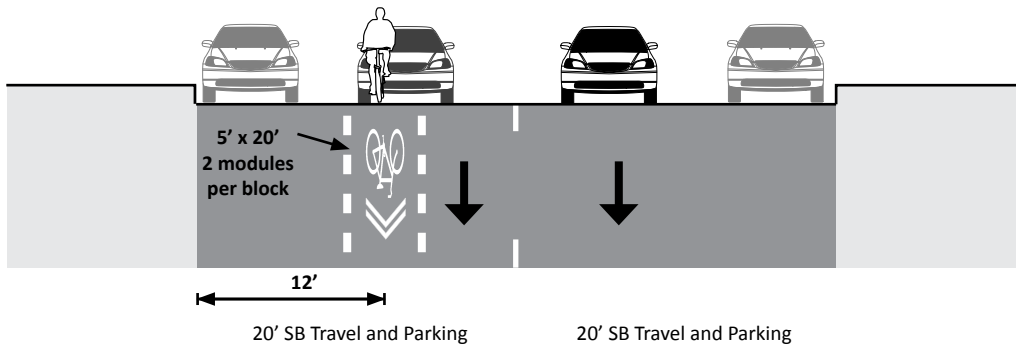 5’ x 20’
2 modules
per block
12’
20’ SB Travel and Parking
20’ SB Travel and Parking